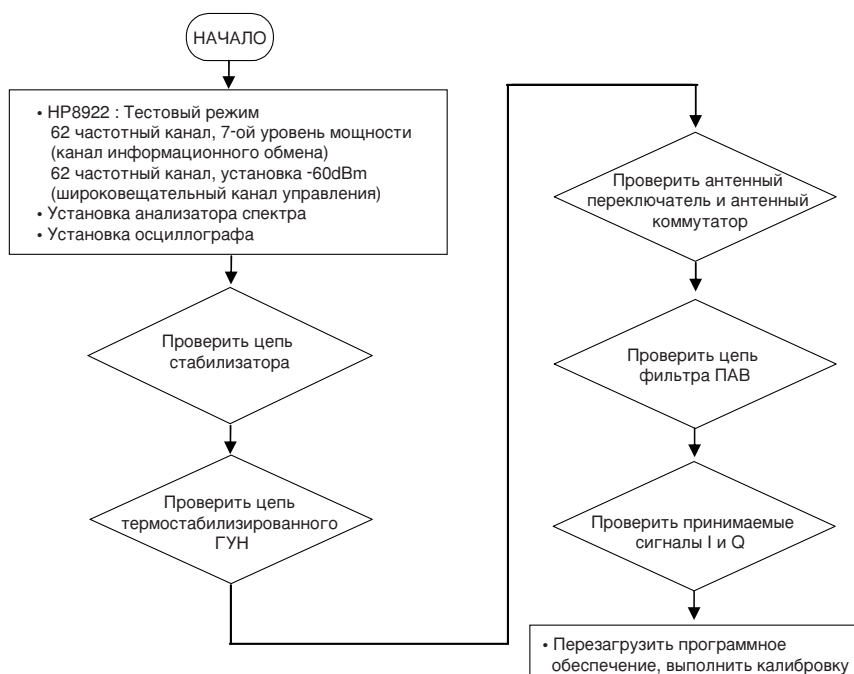 НАЧАЛО
• HP8922 : Тестовый режим
62 частотный канал, 7-ой уровень мощности
(канал информационного обмена)
62 частотный канал, установка -60dBm
(широковещательный канал управления)
• Установка анализатора спектра
• Установка осциллографа
Проверить цепь
стабилизатора
Проверить цепь
термостабилизированного
ГУН
Проверить антенный
переключатель и антенный
коммутатор
Проверить цепь
фильтра ПАВ
Проверить принимаемые
сигналы I и Q
• Перезагрузить программное
обеспечение, выполнить калибровку